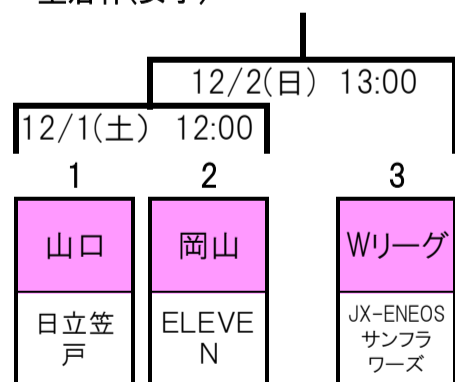 12/2(日) 13:00
12/1(土) 12:00
1
2
3
山口
岡山
Wリーグ
日立笠
戸
ELEVE
N
JX-ENEOS
サンフラ
ワーズ